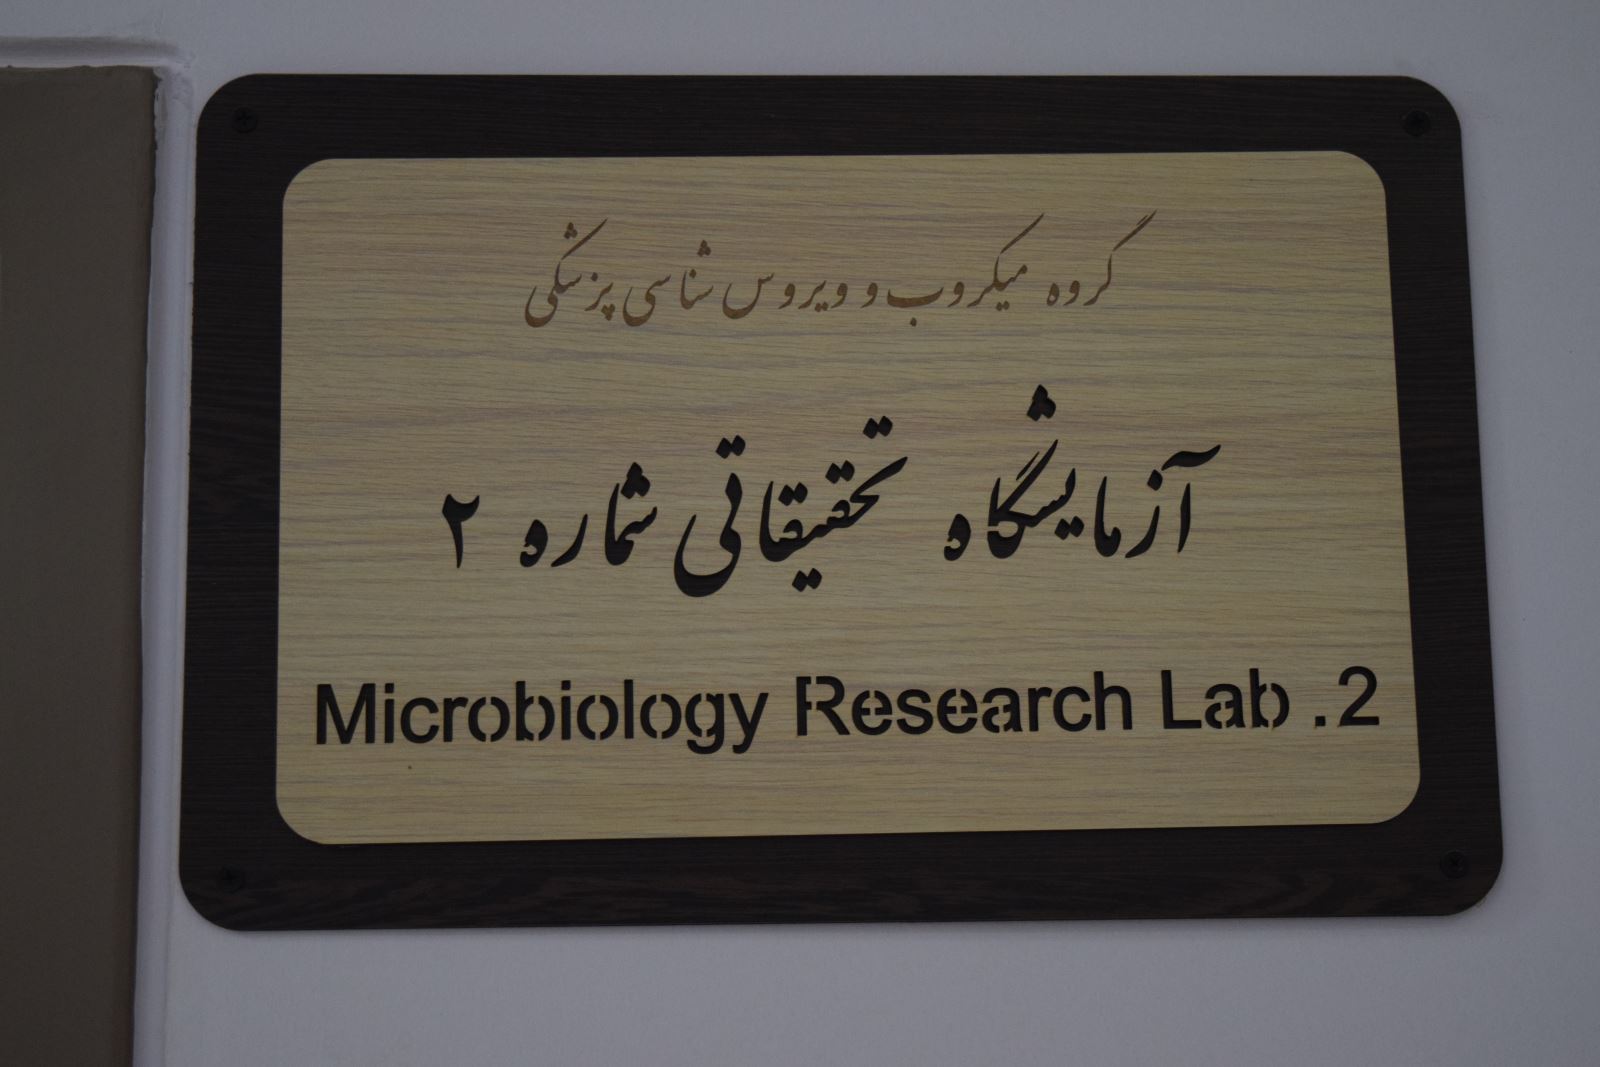 گروه میکروب و ویروس شناسی پزشکی
آزمایشگاه تحقیقاتی شماره ۲
Microbiology Research Lab .2